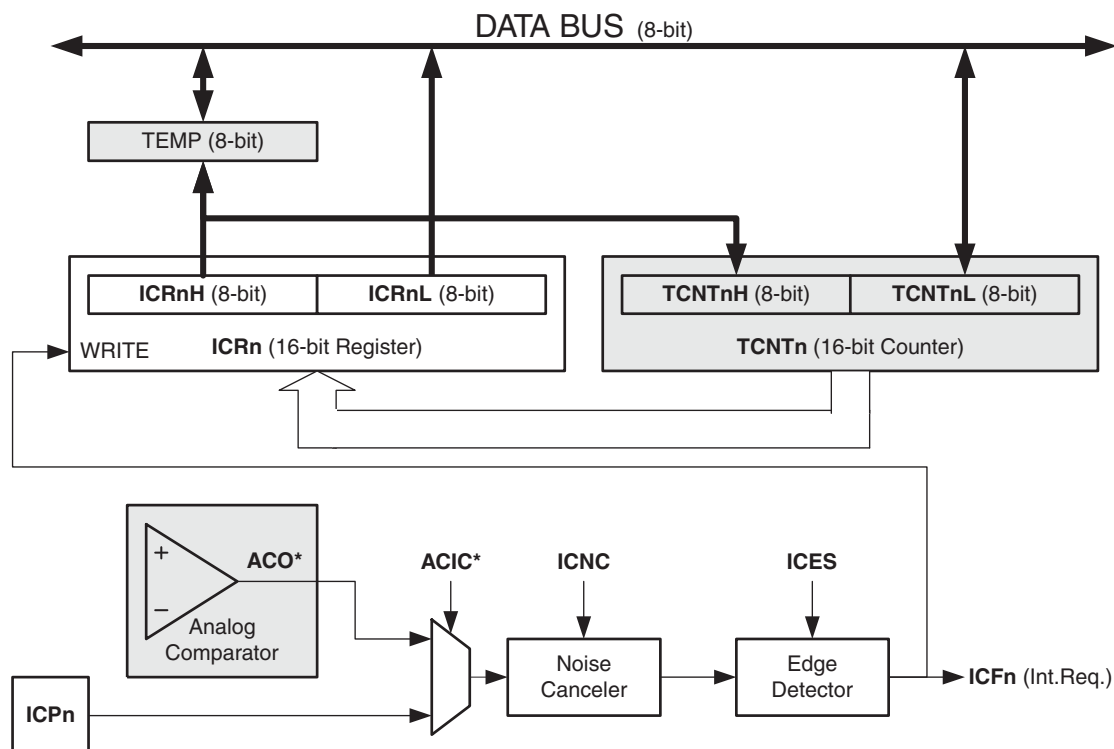 DATA BUS (8-bit)
TEMP (8-bit)
ICRnH (8-bit) ICRnL (8-bit) TCNTnH (8-bit) TCNTnL (8-bit)
WRITE ICRn (16-bit Register) TCNTn (16-bit Counter)
+ ACO* ACIC* ICNC ICES
−
Analog
Comparator
Noise
Canceler
Edge
Detector
ICFn (Int.Req.)
ICPn